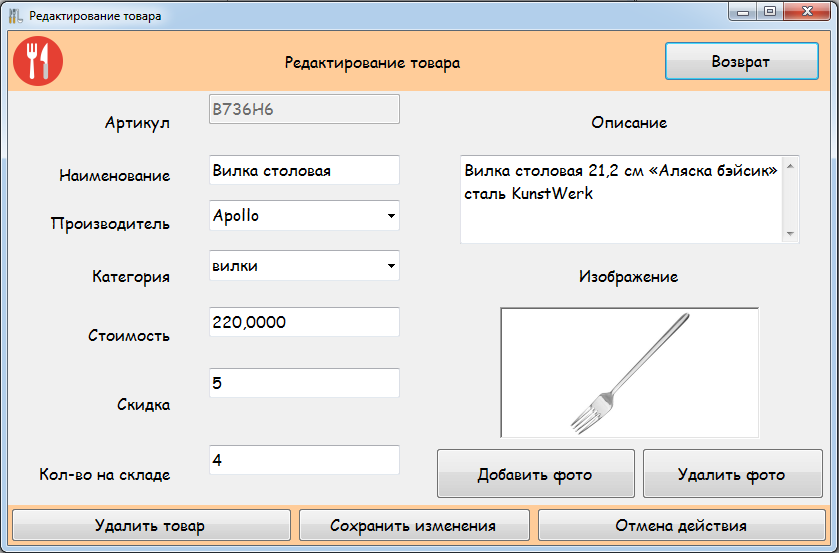 Редактирование товара
Редактирование товара
Возврат
Артикул
B736H6
Наименование
Вилка столовая
Производитель
Apollo
Категория
вилки
Стоимость
220,0000
Скидка
5
Кол-во на складе
4
Описание
Вилка столовая 21,2 см «Аляска бэйсик»
сталь KunstWerk
Изображение
Добавить фото
Удалить фото
Удалить товар
Сохранить изменения
Отмена действия